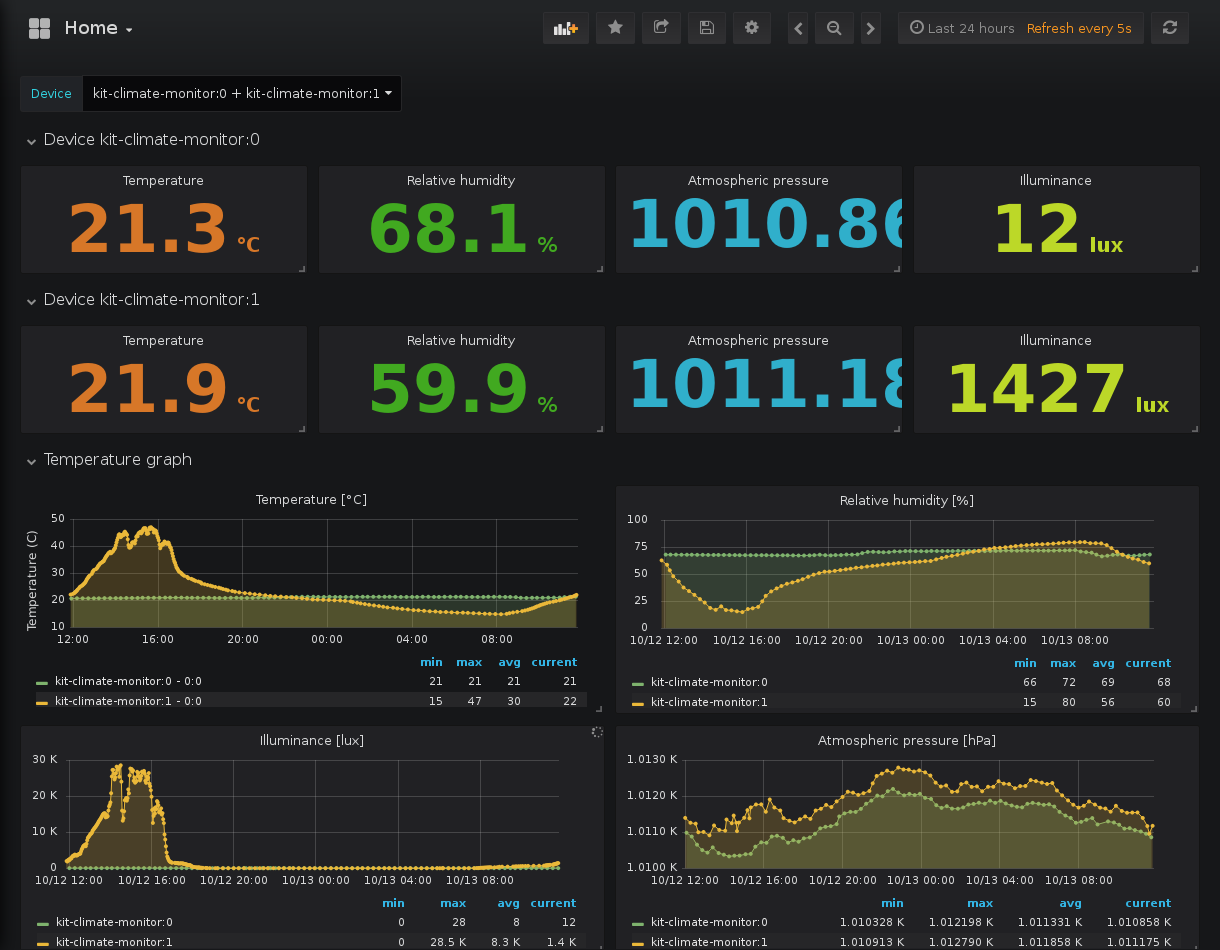 Home
Last 24 hours Refresh every 5s
Device kit-climate-monitor:0 + kit-climate-monitor:1
Device kit-climate-monitor:0
Temperature Relative humidity Atmospheric pressure Illuminance
21.3 °C 68.1 % 1010.86 12 lux
Device kit-climate-monitor:1
Temperature Relative humidity Atmospheric pressure Illuminance
21.9 °C 59.9 % 1011.18 1427 lux
Temperature graph
Temperature [°C]
Temperature (C)
50
40
30
20
10
12:00 16:00 20:00 00:00 04:00 08:00
min max avg current
kit-climate-monitor:0 - 0:0 21 21 21 21
kit-climate-monitor:1 - 0:0 15 47 30 22
Relative humidity [%]
100
75
50
25
0
10/12 12:00 10/12 16:00 10/12 20:00 10/13 00:00 10/13 04:00 10/13 08:00
min max avg current
kit-climate-monitor:0 66 72 69 68
kit-climate-monitor:1 15 80 56 60
Illuminance [lux]
30 K
20 K
10 K
0
10/12 12:00 10/12 16:00 10/12 20:00 10/13 00:00 10/13 04:00 10/13 08:00
min max avg current
kit-climate-monitor:0 0 28 8 12
kit-climate-monitor:1 0 28.5 K 8.3 K 1.4 K
Atmospheric pressure [hPa]
1.0130 K
1.0120 K
1.0110 K
1.0100 K
10/12 12:00 10/12 16:00 10/12 20:00 10/13 00:00 10/13 04:00 10/13 08:00
min max avg current
kit-climate-monitor:0 1.010328 K 1.012198 K 1.011331 K 1.010858 K
kit-climate-monitor:1 1.010913 K 1.012790 K 1.011858 K 1.011175 K